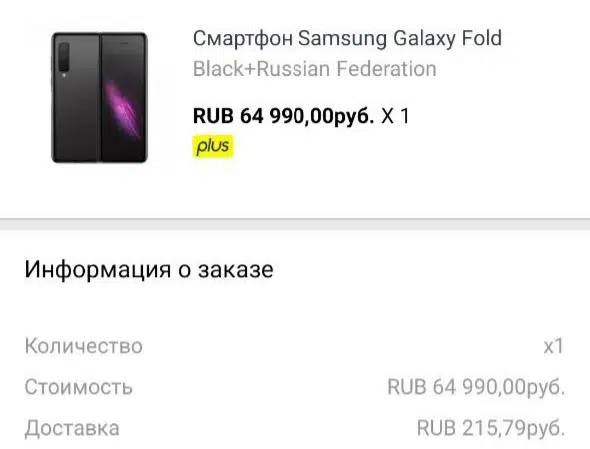 Смартфон Samsung Galaxy Fold
Black+Russian Federation
RUB 64 990,00руб. X 1
plus
Информация о заказе
Количество x1
Стоимость RUB 64 990,00руб.
Доставка RUB 215,79руб.